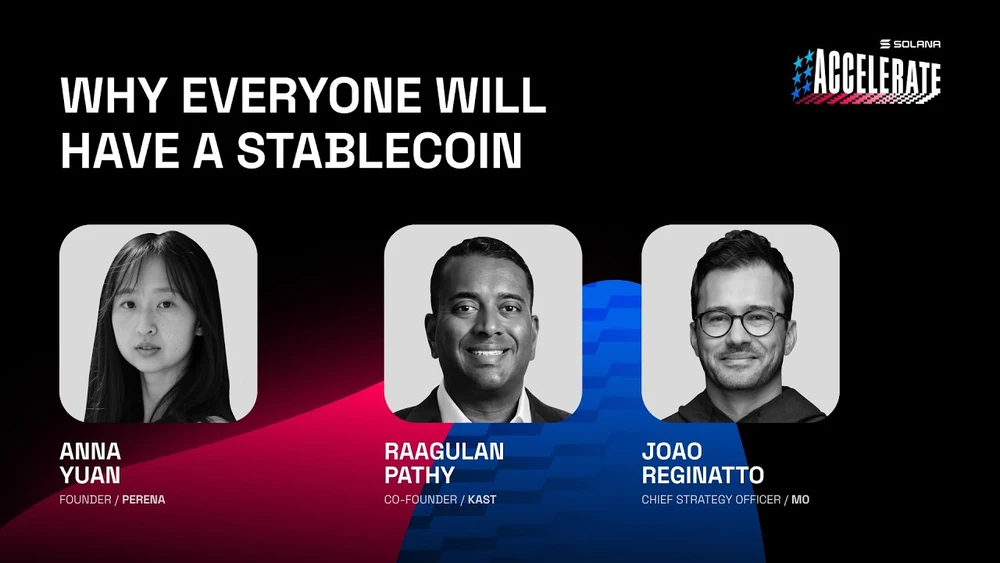 SOLANA
ACCELERATE
WHY EVERYONE WILL
HAVE A STABLECOIN
ANNA
YUAN
FOUNDER / PERENA
RAAGULAN
PATHY
CO-FOUNDER / KAST
JOAO
REGINATTO
CHIEF STRATEGY OFFICER / M0